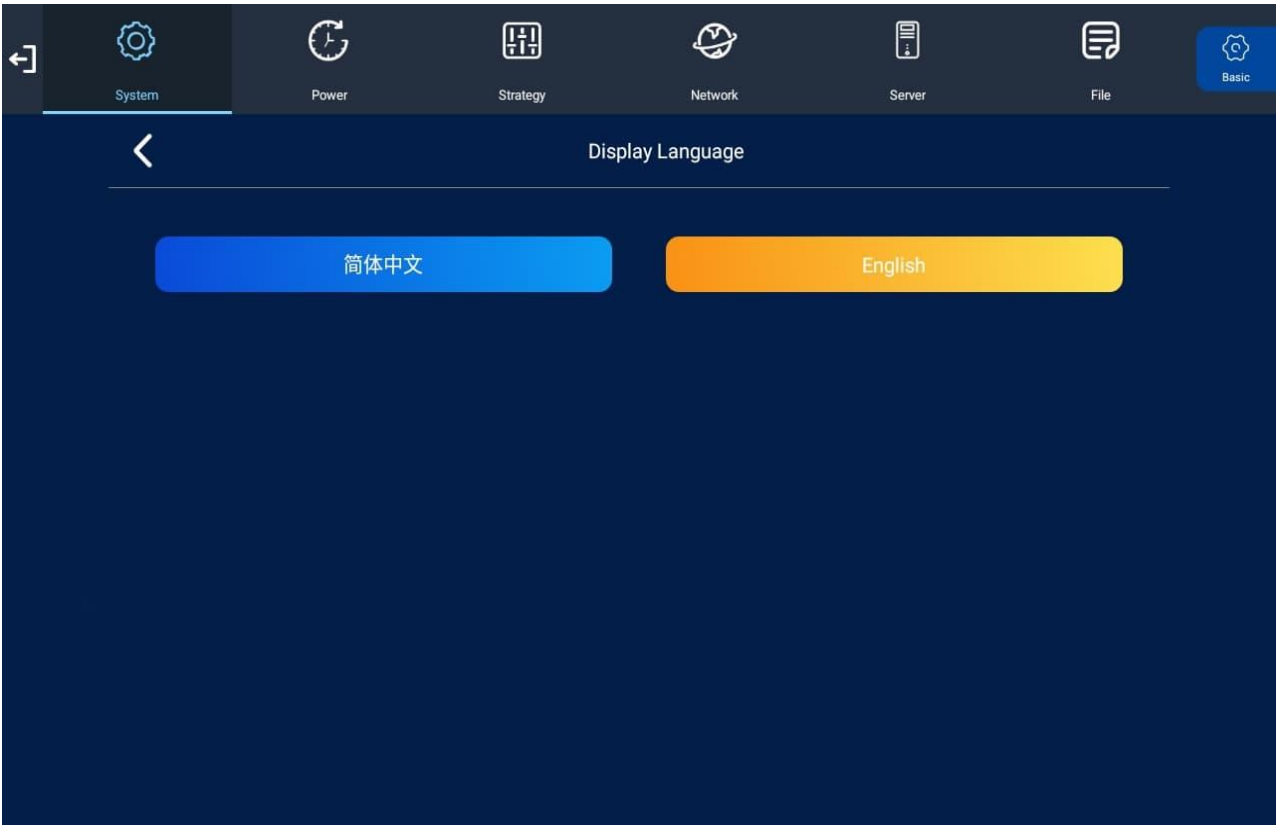 System
Power
Strategy
Network
Server
File
Basic
Display Language
简体中文
English